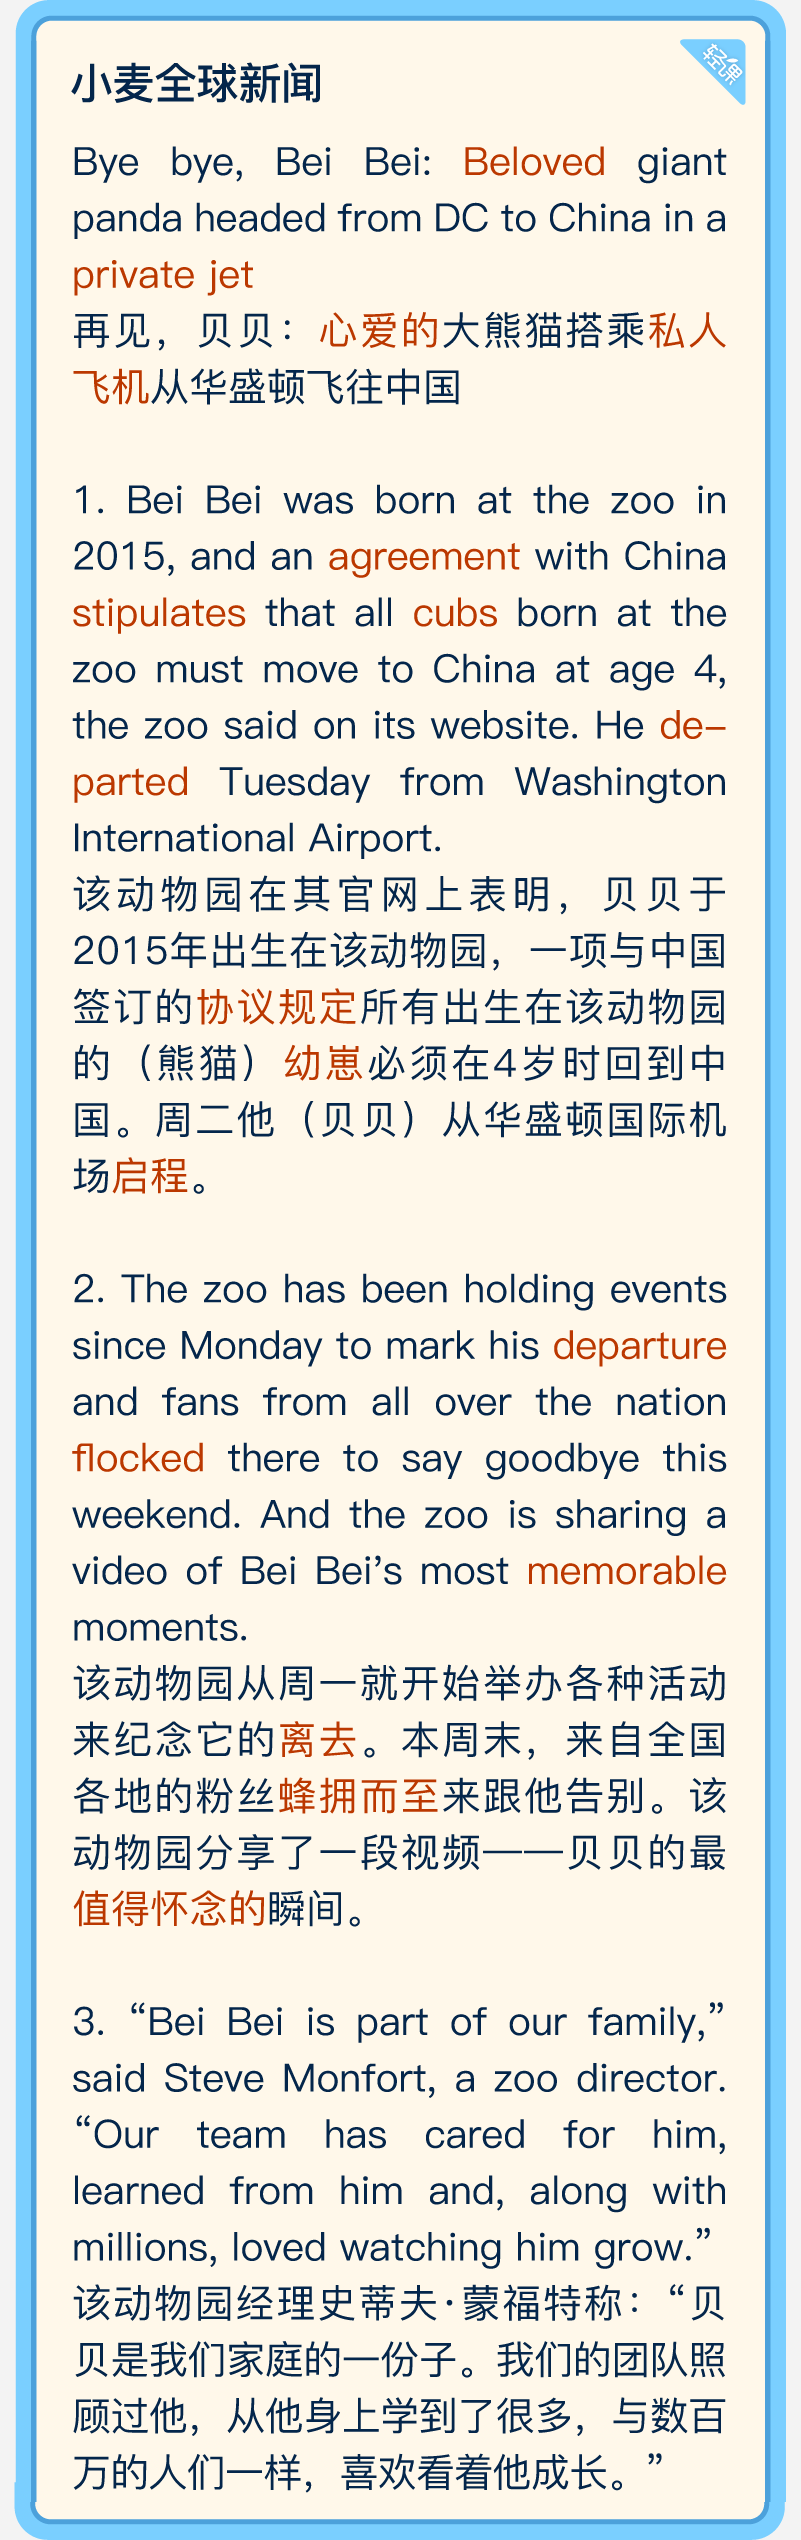 小麦全球新闻
轻课
Bye bye, Bei Bei: Beloved giant
panda headed from DC to China in a
private jet
再见，贝贝：心爱的大熊猫搭乘私人
飞机从华盛顿飞往中国
1. Bei Bei was born at the zoo in
2015, and an agreement with China
stipulates that all cubs born at the
zoo must move to China at age 4,
the zoo said on its website. He de-
parted Tuesday from Washington
International Airport.
该动物园在其官网上表明，贝贝于
2015年出生在该动物园，一项与中国
签订的协议规定所有出生在该动物园
的（熊猫）幼崽必须在4岁时回到中
国。周二他（贝贝）从华盛顿国际机
场启程。
2. The zoo has been holding events
since Monday to mark his departure
and fans from all over the nation
flocked there to say goodbye this
weekend. And the zoo is sharing a
video of Bei Bei’s most memorable
moments.
该动物园从周一就开始举办各种活动
来纪念它的离去。本周末，来自全国
各地的粉丝蜂拥而至来跟他告别。该
动物园分享了一段视频——贝贝的最
值得怀念的瞬间。
3. “Bei Bei is part of our family,”
said Steve Monfort, a zoo director.
“Our team has cared for him,
learned from him and, along with
millions, loved watching him grow.”
该动物园经理史蒂夫·蒙福特称：“贝
贝是我们家庭的一份子。我们的团队照
顾过他，从他身上学到了很多，与数百
万的人们一样，喜欢看着他成长。”